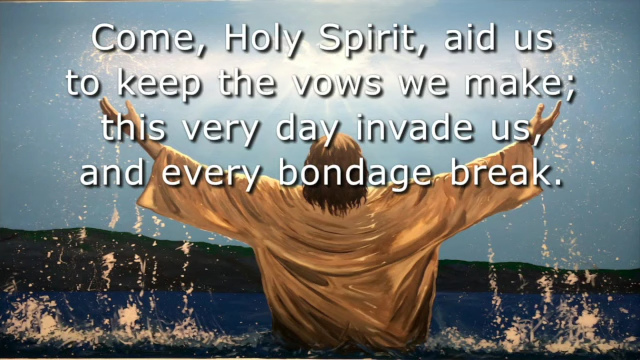 Come, Holy Spirit, aid us
to keep the vows we make;
this very day invade us,
and every bondage break.